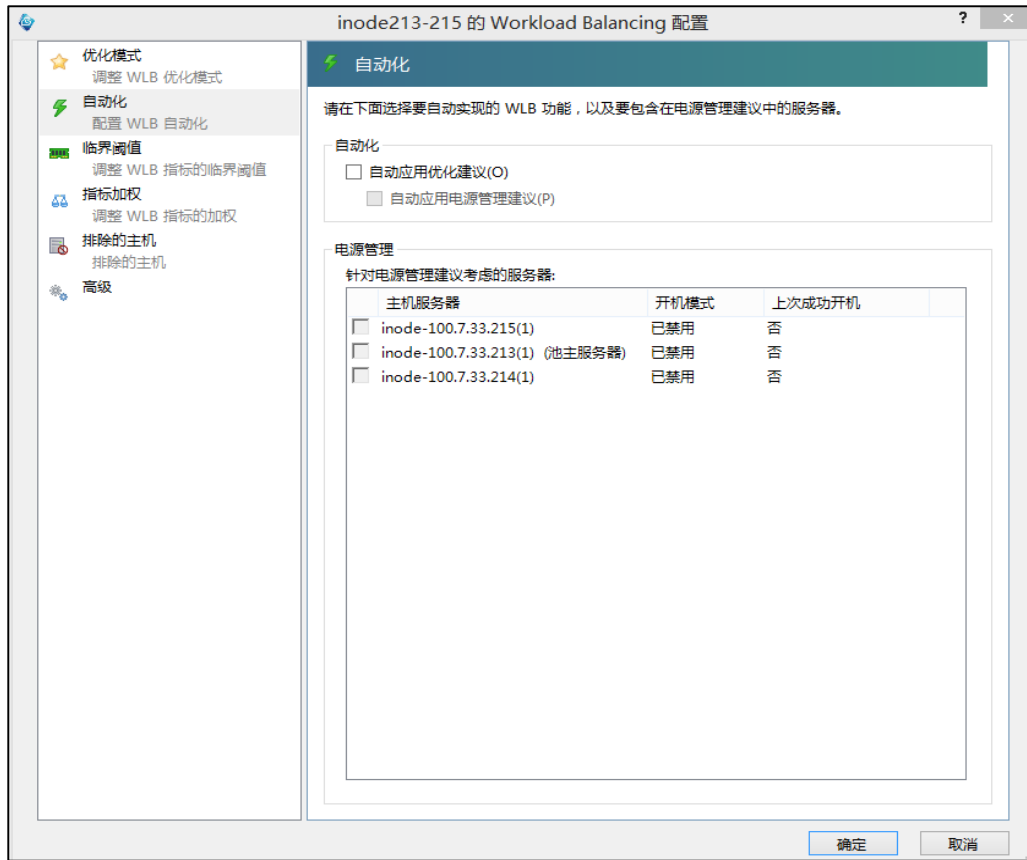 inode213-215 的 Workload Balancing 配置
? ×
优化模式
调整 WLB 优化模式
自动化
配置 WLB 自动化
临界阈值
调整 WLB 指标的临界阈值
指标加权
调整 WLB 指标的加权
排除的主机
排除的主机
高级
自动化
请在下面选择要自动实现的 WLB 功能，以及要包含在电源管理建议中的服务器。
自动化
自动应用优化建议(O)
自动应用电源管理建议(P)
电源管理
针对电源管理建议考虑的服务器:
主机服务器 开机模式 上次成功开机
inode-100.7.33.215(1) 已禁用 否
inode-100.7.33.213(1) (池主服务器) 已禁用 否
inode-100.7.33.214(1) 已禁用 否
确定 取消